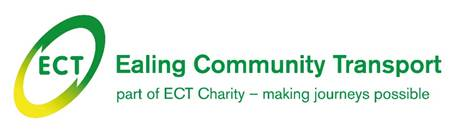 ECT
Ealing Community Transport
part of ECT Charity – making journeys possible